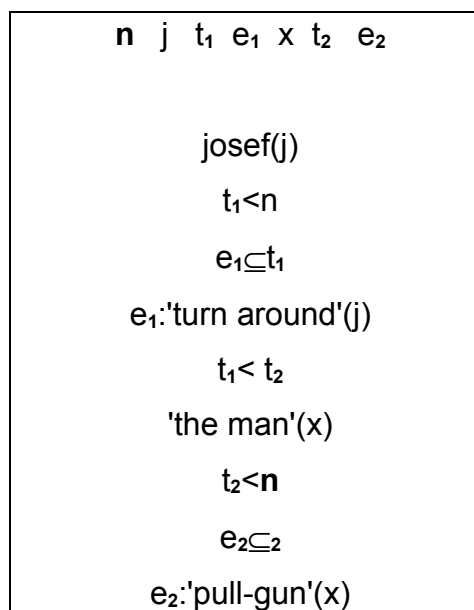 n j t₁ e₁ x t₂ e₂
josef(j)
t₁<n
e₁⊆t₁
e₁:'turn around'(j)
t₁< t₂
'the man'(x)
t₂<n
e₂⊆₂
e₂:'pull-gun'(x)